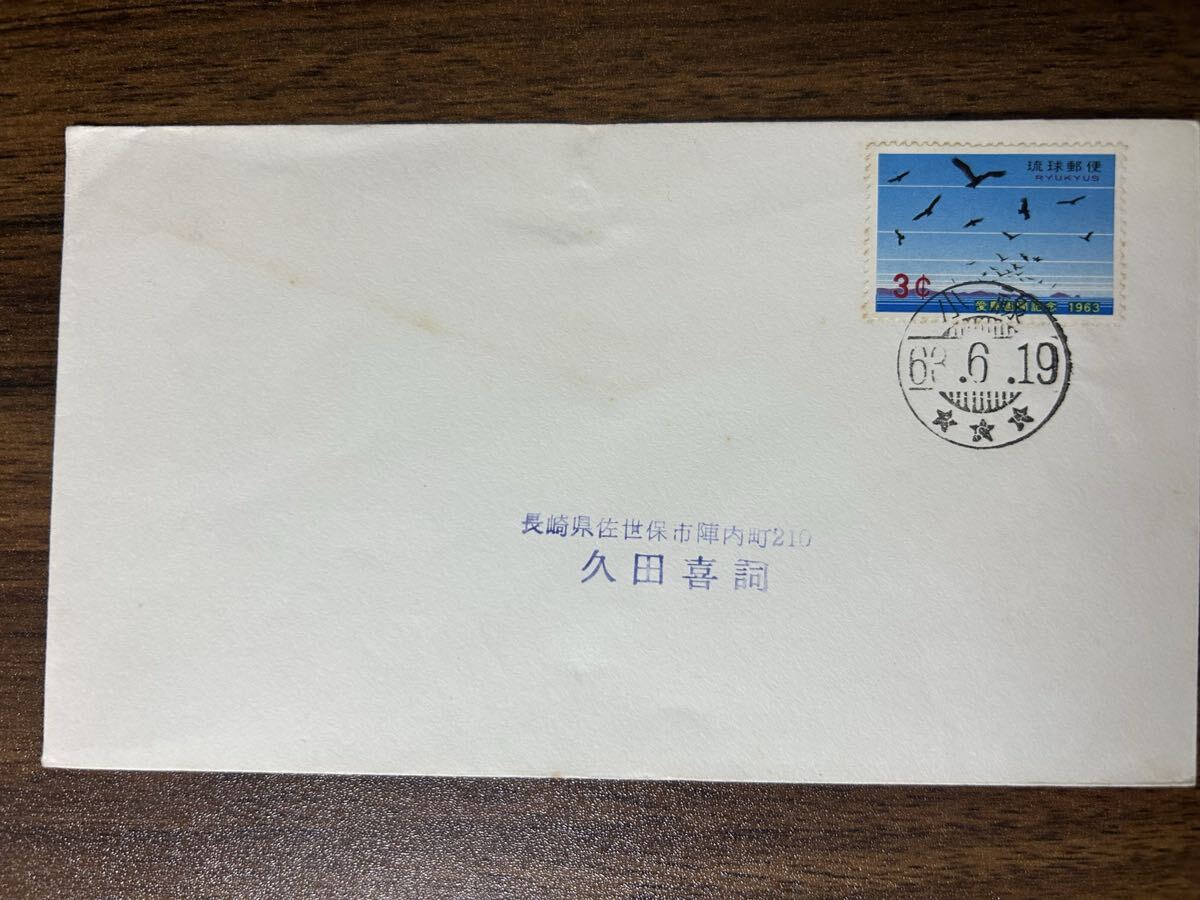 琉球郵便
RYUKYUS
3¢
愛鳥週間記念 1963
小
63.6.19
長崎県佐世保市陣内町210
久田喜詞